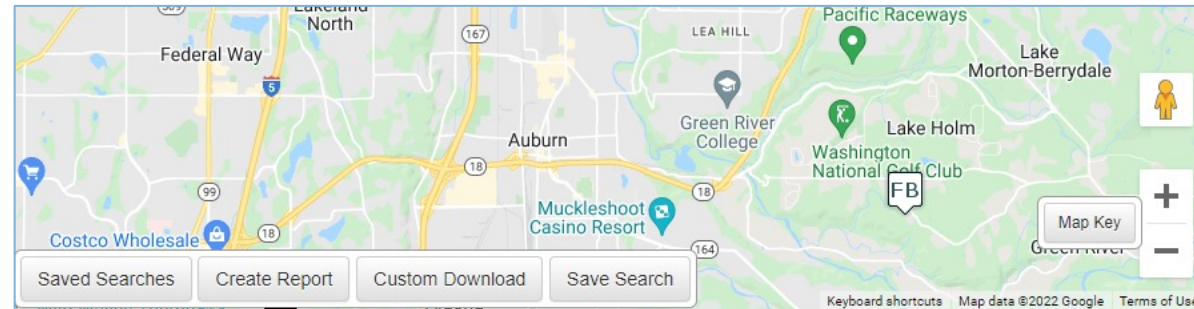 509
Lakeland
North
167
LEA HILL
Pacific Raceways
Federal Way
5
Lake
Morton-Berrydale
Green River
College
Auburn
Lake Holm
Washington
National Golf Club
18
FB
99
18
Muckleshoot
Casino Resort
Costco Wholesale
18
164
Map Key
Green River
Saved Searches
Create Report
Custom Download
Save Search
Keyboard shortcuts
Map data ©2022 Google
Terms of Use